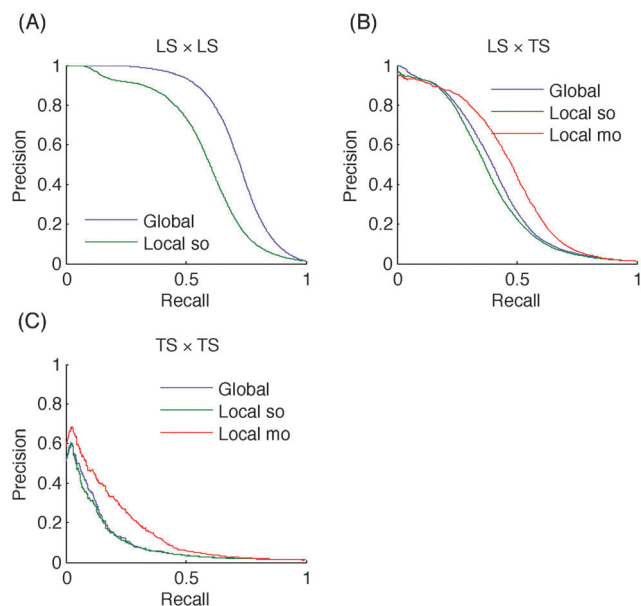 (A)
LS × LS
1
0.8
0.6
0.4
0.2
0
Precision
Global
Local so
0
0.5
1
Recall
(B)
LS × TS
1
0.8
0.6
0.4
0.2
0
Precision
Global
Local so
Local mo
0
0.5
1
Recall
(C)
TS × TS
1
0.8
0.6
0.4
0.2
0
Precision
Global
Local so
Local mo
0
0.5
1
Recall